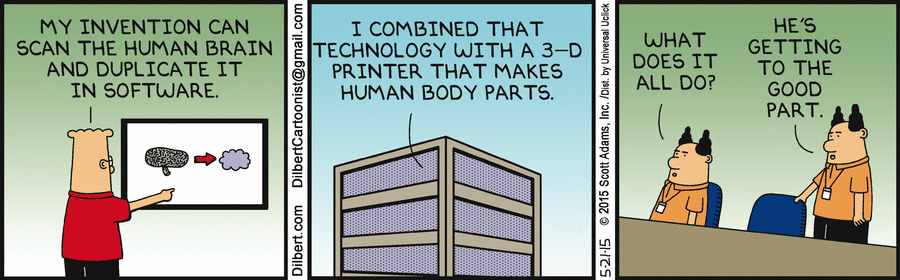 MY INVENTION CAN
SCAN THE HUMAN BRAIN
AND DUPLICATE IT
IN SOFTWARE.
Dilbert.com DilbertCartoonist@gmail.com
I COMBINED THAT
TECHNOLOGY WITH A 3-D
PRINTER THAT MAKES
HUMAN BODY PARTS.
5-21-15 © 2015 Scott Adams, Inc. /Dist. by Universal Uclick
WHAT
DOES IT
ALL DO?
HE'S
GETTING
TO THE
GOOD
PART.